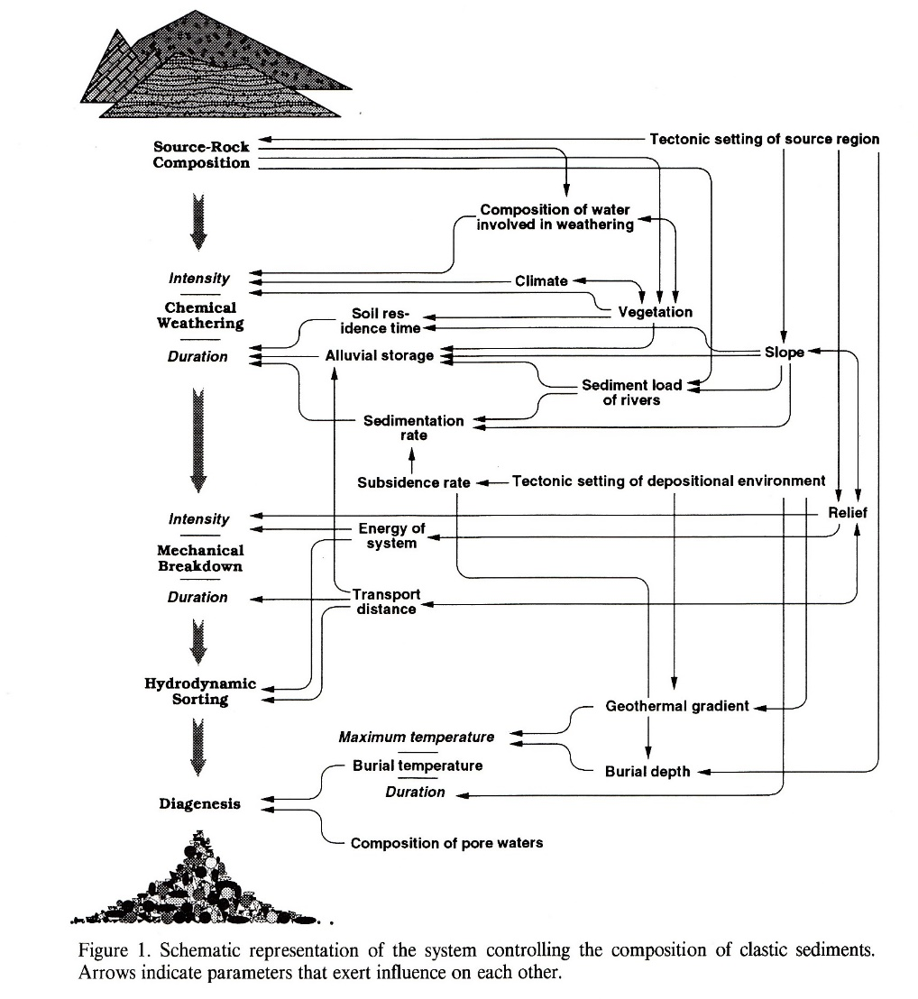 Tectonic setting of source region
Source-Rock
Composition
Composition of water
involved in weathering
Intensity
Climate
Chemical
Weathering
Vegetation
Soil res-
idence time
Duration
Alluvial storage
Slope
Sediment load
of rivers
Sedimentation
rate
Subsidence rate
Tectonic setting of depositional environment
Relief
Intensity
Energy of
system
Mechanical
Breakdown
Duration
Transport
distance
Hydrodynamic
Sorting
Geothermal gradient
Maximum temperature
Burial temperature
Burial depth
Duration
Diagenesis
Composition of pore waters
Figure 1. Schematic representation of the system controlling the composition of clastic sediments.
Arrows indicate parameters that exert influence on each other.